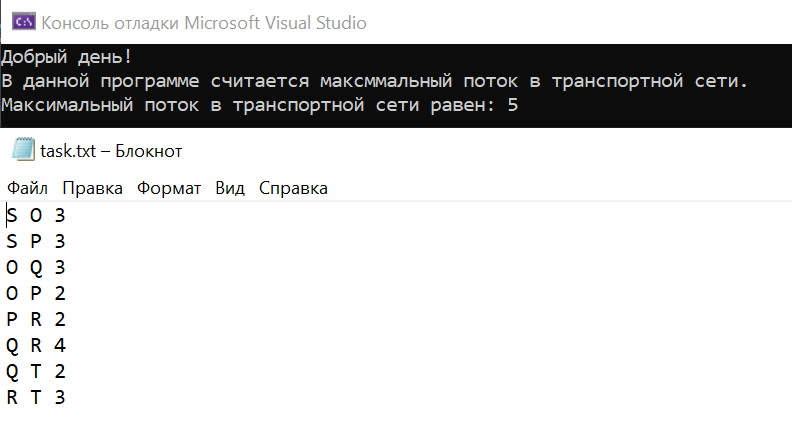 Консоль отладки Microsoft Visual Studio
Добрый день!
В данной программе считается максммальный поток в транспортной сети.
Максимальный поток в транспортной сети равен: 5
task.txt – Блокнот
Файл Правка Формат Вид Справка
S O 3
S P 3
O Q 3
O P 2
P R 2
Q R 4
Q T 2
R T 3